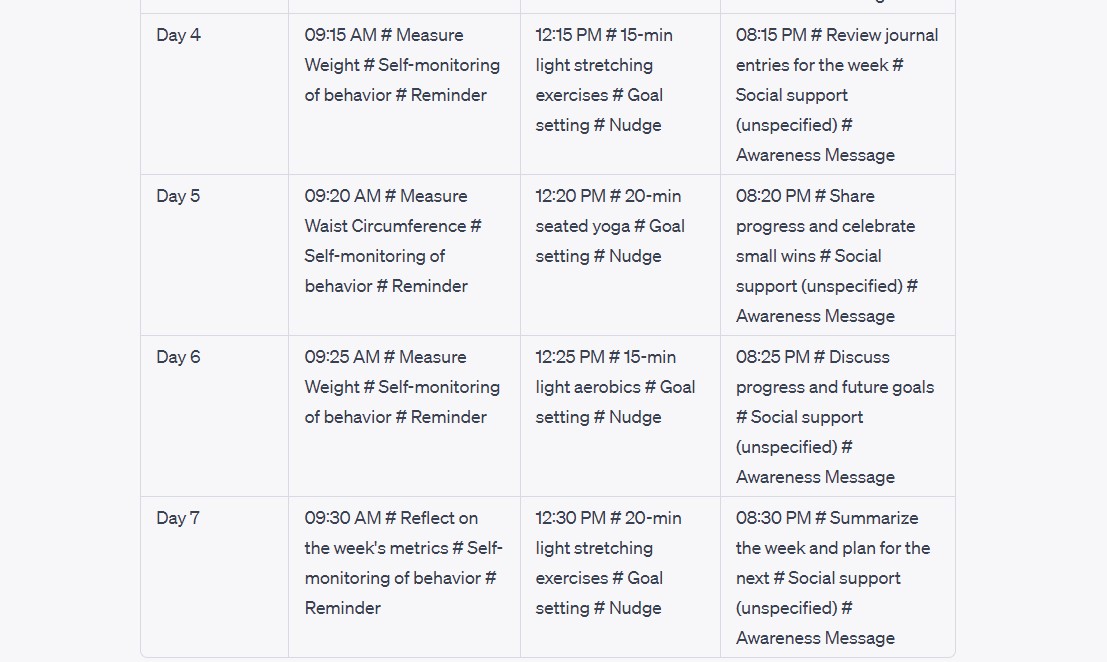 Day 4
09:15 AM # Measure
Weight # Self-monitoring
of behavior # Reminder
12:15 PM # 15-min
light stretching
exercises # Goal
setting # Nudge
08:15 PM # Review journal
entries for the week #
Social support
(unspecified) #
Awareness Message
Day 5
09:20 AM # Measure
Waist Circumference #
Self-monitoring of
behavior # Reminder
12:20 PM # 20-min
seated yoga # Goal
setting # Nudge
08:20 PM # Share
progress and celebrate
small wins # Social
support (unspecified) #
Awareness Message
Day 6
09:25 AM # Measure
Weight # Self-monitoring
of behavior # Reminder
12:25 PM # 15-min
light aerobics # Goal
setting # Nudge
08:25 PM # Discuss
progress and future goals
# Social support
(unspecified) #
Awareness Message
Day 7
09:30 AM # Reflect on
the week's metrics # Self-
monitoring of behavior #
Reminder
12:30 PM # 20-min
light stretching
exercises # Goal
setting # Nudge
08:30 PM # Summarize
the week and plan for the
next # Social support
(unspecified) #
Awareness Message